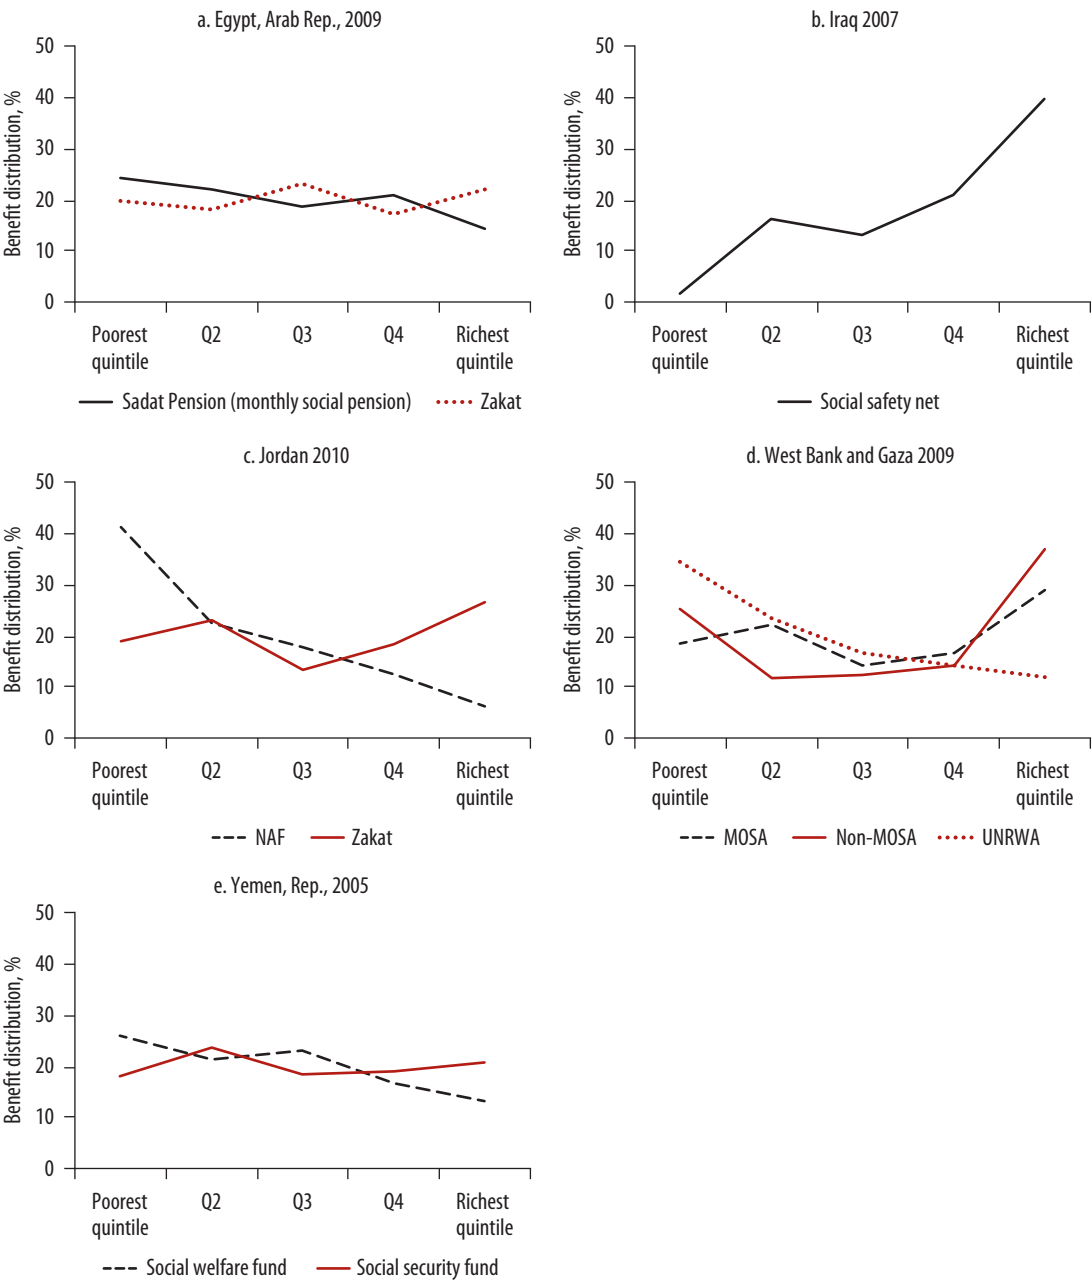 a. Egypt, Arab Rep., 2009
Benefit distribution, %
50
40
30
20
10
0
Poorest quintile
Q2
Q3
Q4
Richest quintile
Sadat Pension (monthly social pension)
Zakat
b. Iraq 2007
Benefit distribution, %
50
40
30
20
10
0
Poorest quintile
Q2
Q3
Q4
Richest quintile
Social safety net
c. Jordan 2010
Benefit distribution, %
50
40
30
20
10
0
Poorest quintile
Q2
Q3
Q4
Richest quintile
NAF
Zakat
d. West Bank and Gaza 2009
Benefit distribution, %
50
40
30
20
10
0
Poorest quintile
Q2
Q3
Q4
Richest quintile
MOSA
Non-MOSA
UNRWA
e. Yemen, Rep., 2005
Benefit distribution, %
50
40
30
20
10
0
Poorest quintile
Q2
Q3
Q4
Richest quintile
Social welfare fund
Social security fund